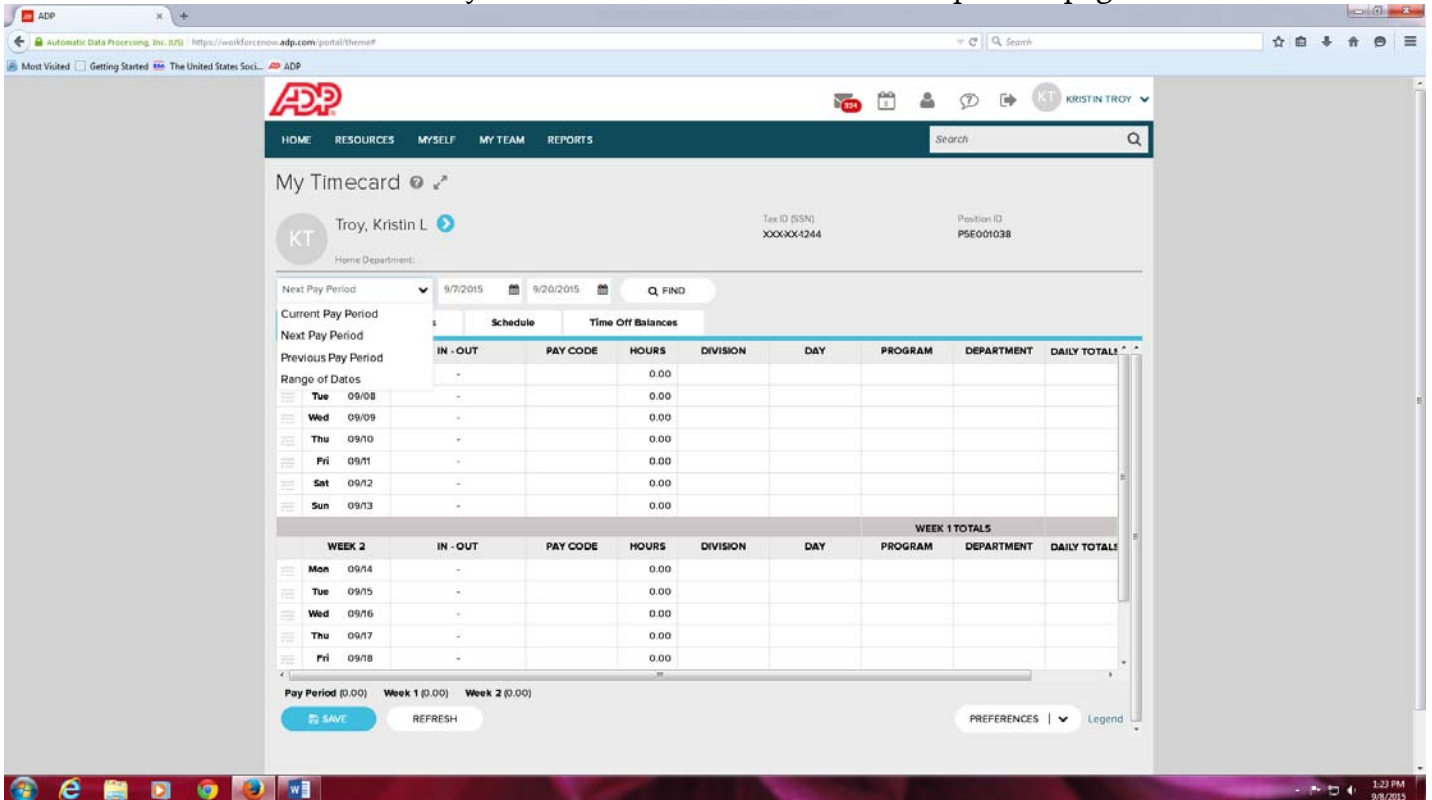 ADP
Automatic Data Processing, Inc. (US) https://workforcenow.adp.com/portal/theme# Search
Most Visited Getting Started The United States Soci... ADP
ADP 324 KT KRISTIN TROY
HOME RESOURCES MYSELF MY TEAM REPORTS Search
My Timecard
KT Troy, Kristin L Tax ID (SSN) Position ID
XXX-XX-1244 P5E001038
Home Department:
Next Pay Period 9/7/2015 9/20/2015 FIND
Current Pay Period
Next Pay Period
Previous Pay Period
Range of Dates
s Schedule Time Off Balances
IN - OUT PAY CODE HOURS DIVISION DAY PROGRAM DEPARTMENT DAILY TOTALS
- 0.00
Tue 09/08 - 0.00
Wed 09/09 - 0.00
Thu 09/10 - 0.00
Fri 09/11 - 0.00
Sat 09/12 - 0.00
Sun 09/13 - 0.00
WEEK 1 TOTALS
WEEK 2 IN - OUT PAY CODE HOURS DIVISION DAY PROGRAM DEPARTMENT DAILY TOTALS
Mon 09/14 - 0.00
Tue 09/15 - 0.00
Wed 09/16 - 0.00
Thu 09/17 - 0.00
Fri 09/18 - 0.00
Pay Period (0.00) Week 1 (0.00) Week 2 (0.00)
SAVE REFRESH PREFERENCES Legend
1:23 PM
9/8/2015